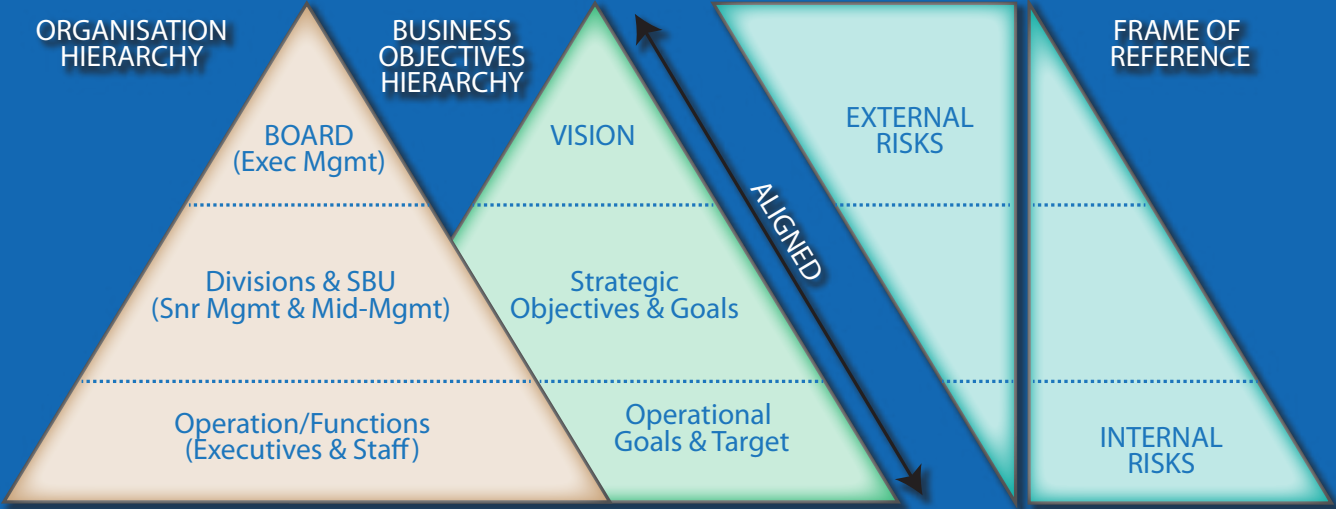 ORGANISATION
HIERARCHY
BUSINESS
OBJECTIVES
HIERARCHY
FRAME OF
REFERENCE
BOARD
(Exec Mgmt)
VISION
EXTERNAL
RISKS
ALIGNED
Divisions & SBU
(Snr Mgmt & Mid-Mgmt)
Strategic
Objectives & Goals
Operation/Functions
(Executives & Staff)
Operational
Goals & Target
INTERNAL
RISKS